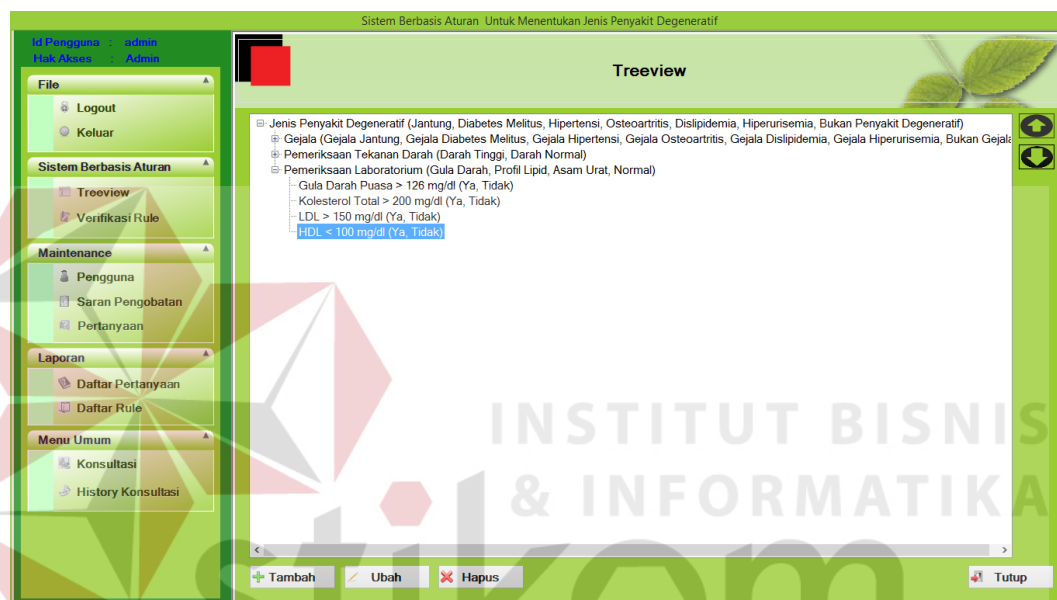 Sistem Berbasis Aturan Untuk Menentukan Jenis Penyakit Degeneratif
Id Pengguna : admin
Hak Akses : Admin
File
Logout
Keluar
Sistem Berbasis Aturan
Treeview
Verifikasi Rule
Maintenance
Pengguna
Saran Pengobatan
Pertanyaan
Laporan
Daftar Pertanyaan
Daftar Rule
Menu Umum
Konsultasi
History Konsultasi
Treeview
Jenis Penyakit Degeneratif (Jantung, Diabetes Melitus, Hipertensi, Osteoartritis, Dislipidemia, Hiperurisemia, Bukan Penyakit Degeneratif)
Gejala (Gejala Jantung, Gejala Diabetes Melitus, Gejala Hipertensi, Gejala Osteoartritis, Gejala Dislipidemia, Gejala Hiperurisemia, Bukan Gejala
Pemeriksaan Tekanan Darah (Darah Tinggi, Darah Normal)
Pemeriksaan Laboratorium (Gula Darah, Profil Lipid, Asam Urat, Normal)
Gula Darah Puasa > 126 mg/dl (Ya, Tidak)
Kolesterol Total > 200 mg/dl (Ya, Tidak)
LDL > 150 mg/dl (Ya, Tidak)
HDL < 100 mg/dl (Ya, Tidak)
INSTITUT BISNIS
& INFORMATIKA
stikom
Tambah
Ubah
Hapus
Tutup